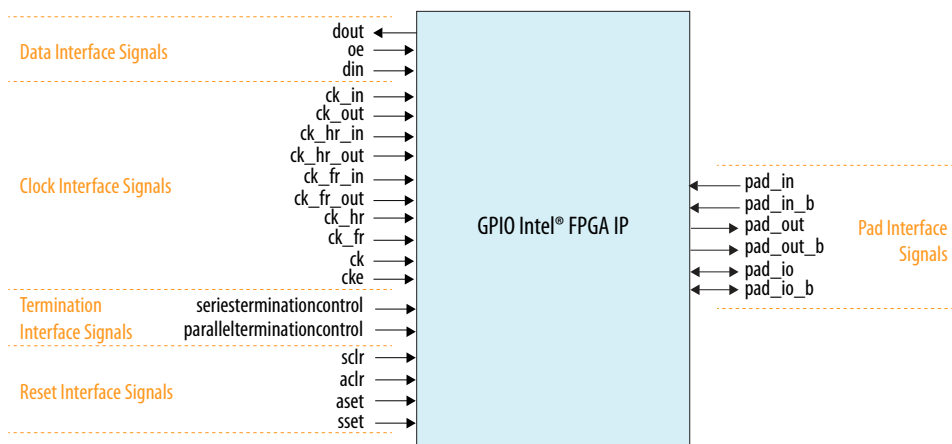 Data Interface Signals
dout
oe
din
Clock Interface Signals
ck_in
ck_out
ck_hr_in
ck_hr_out
ck_fr_in
ck_fr_out
ck_hr
ck_fr
ck
cke
Termination
Interface Signals
seriesterminationcontrol
parallelterminationcontrol
Reset Interface Signals
sclr
aclr
aset
sset
GPIO Intel® FPGA IP
pad_in
pad_in_b
pad_out
pad_out_b
pad_io
pad_io_b
Pad Interface
Signals